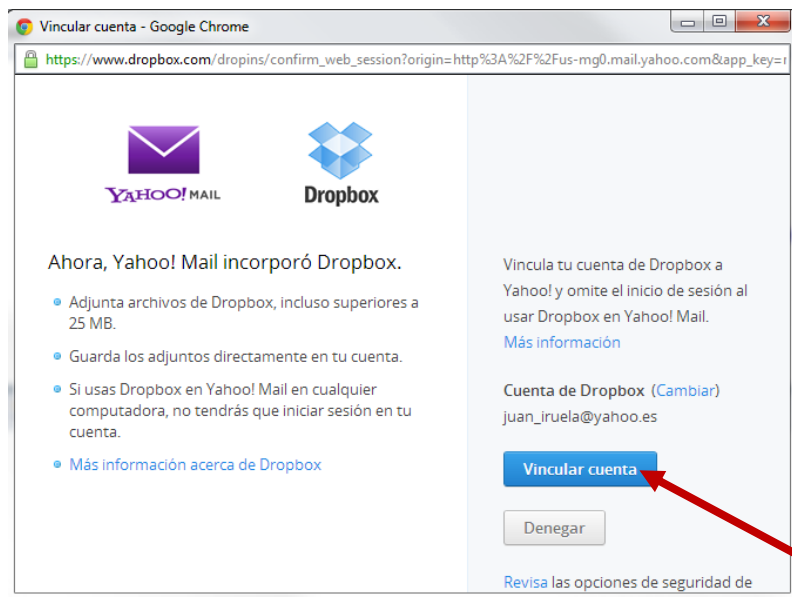 Vincular cuenta - Google Chrome
https://www.dropbox.com/dropins/confirm_web_session?origin=http%3A%2F%2Fus-mg0.mail.yahoo.com&app_key=r
YAHOO! MAIL
Dropbox
Ahora, Yahoo! Mail incorporó Dropbox.
Adjunta archivos de Dropbox, incluso superiores a
25 MB.
Guarda los adjuntos directamente en tu cuenta.
Si usas Dropbox en Yahoo! Mail en cualquier
computadora, no tendrás que iniciar sesión en tu
cuenta.
Más información acerca de Dropbox
Vincula tu cuenta de Dropbox a
Yahoo! y omite el inicio de sesión al
usar Dropbox en Yahoo! Mail.
Más información
Cuenta de Dropbox (Cambiar)
juan_iruela@yahoo.es
Vincular cuenta
Denegar
Revisa las opciones de seguridad de